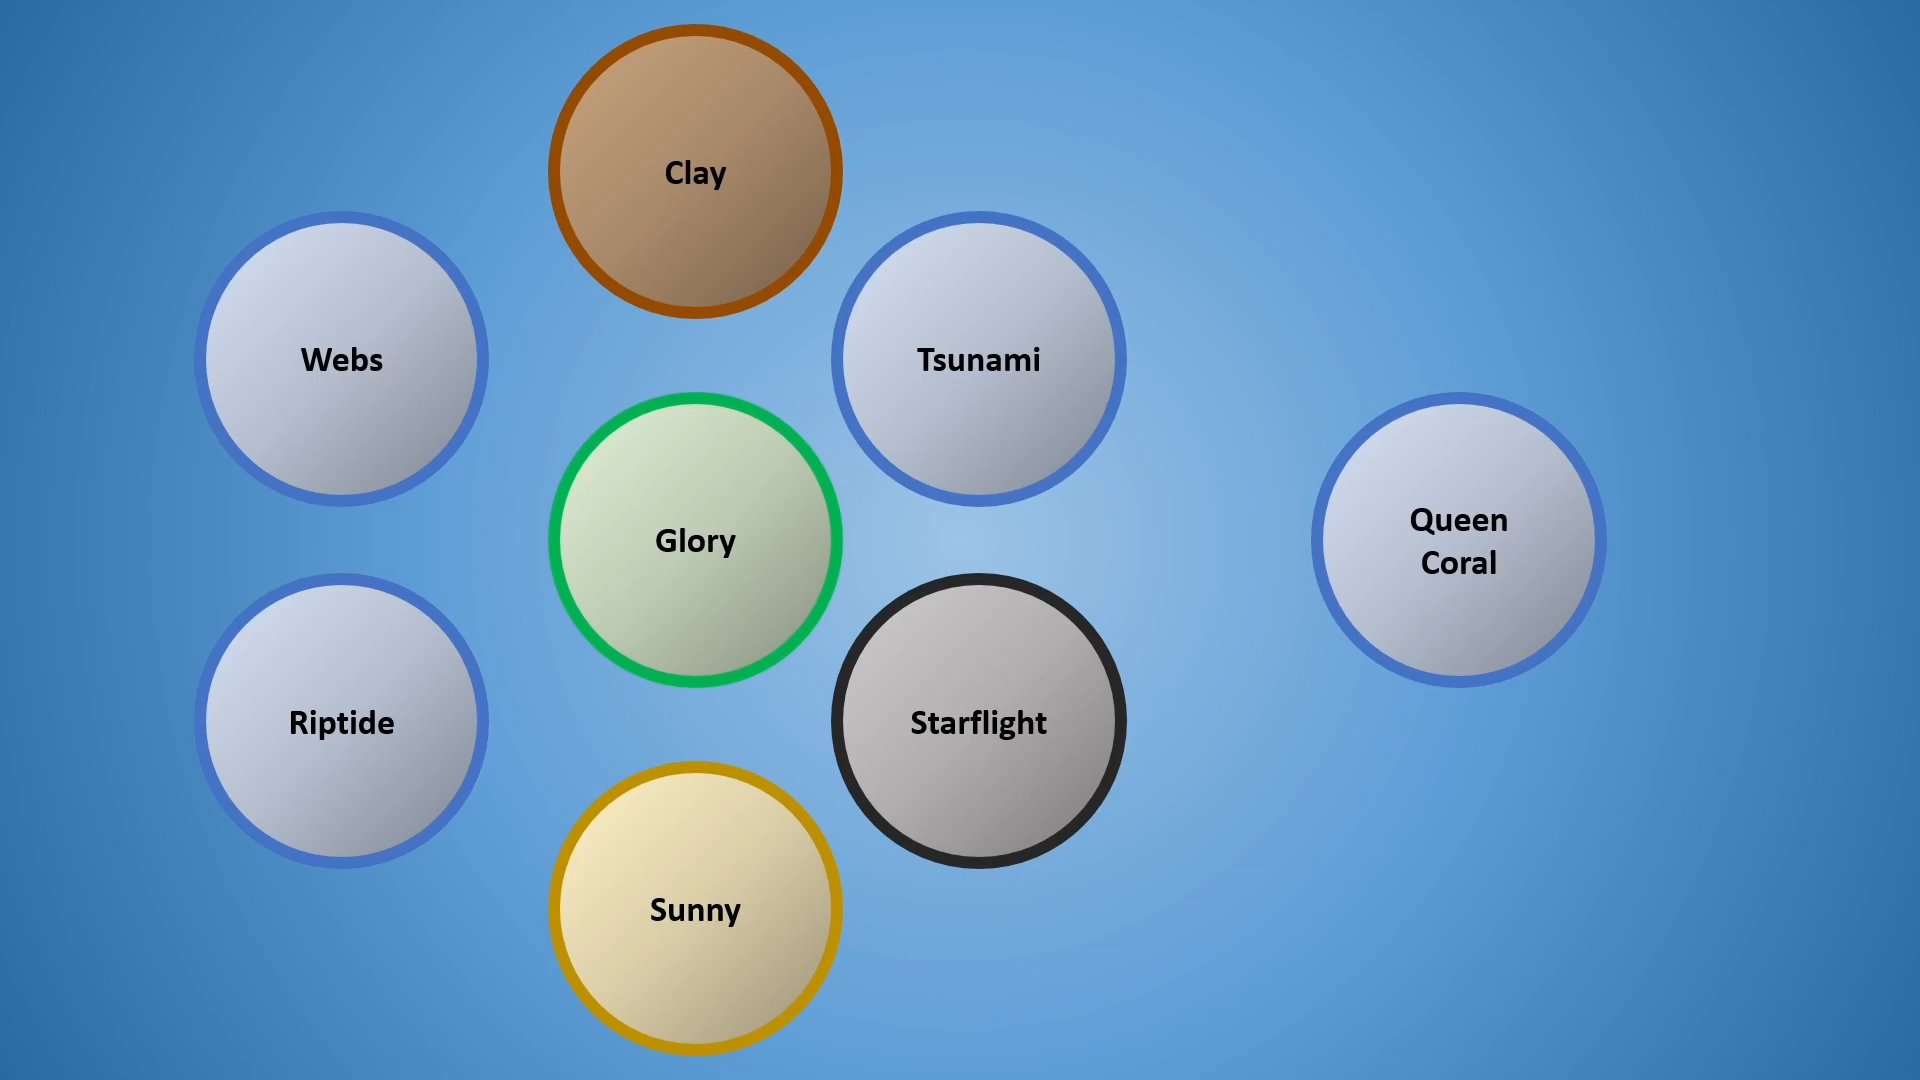 Clay
Webs
Tsunami
Glory
Queen
Coral
Riptide
Starflight
Sunny